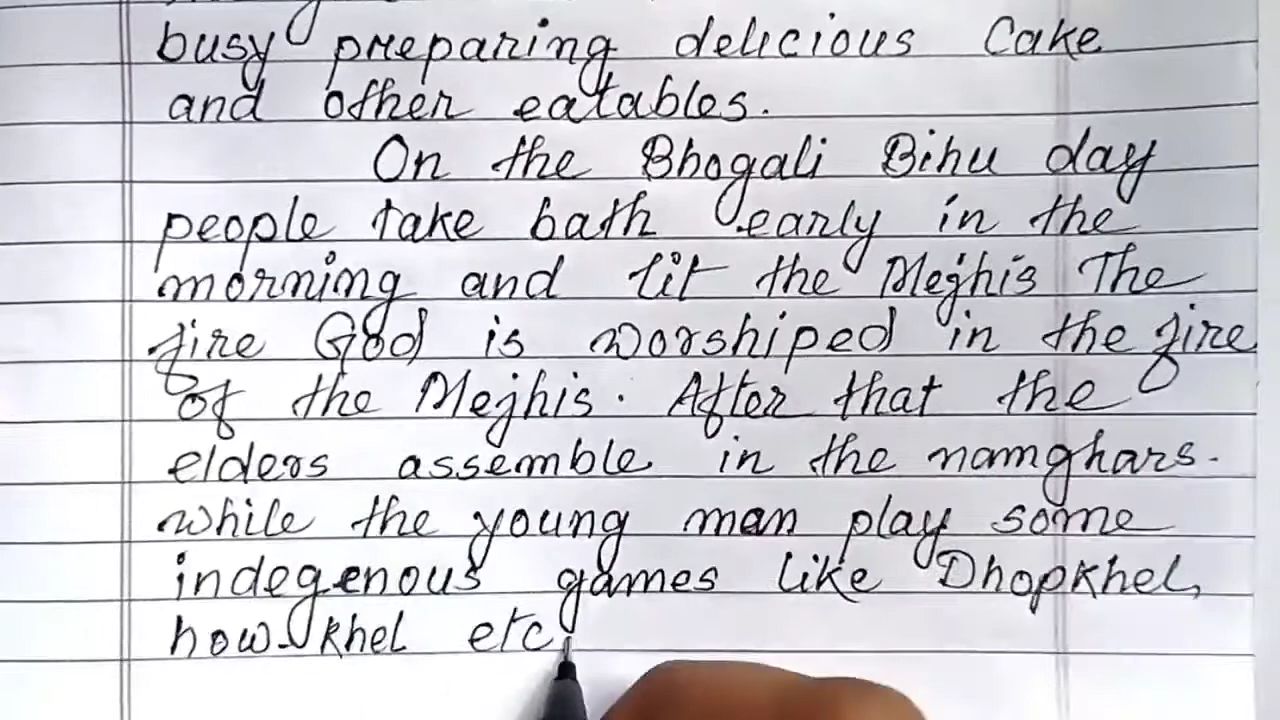 busy preparing delicious Cake
and other eatables.
On the Bhogali Bihu day
people take bath early in the
morning and lit the Mejhis The
fire God is worshiped in the fire
of the Mejhis. After that the
elders assemble in the namghars.
while the young man play some
indegenous games like Dhopkhel,
how-khel etc.